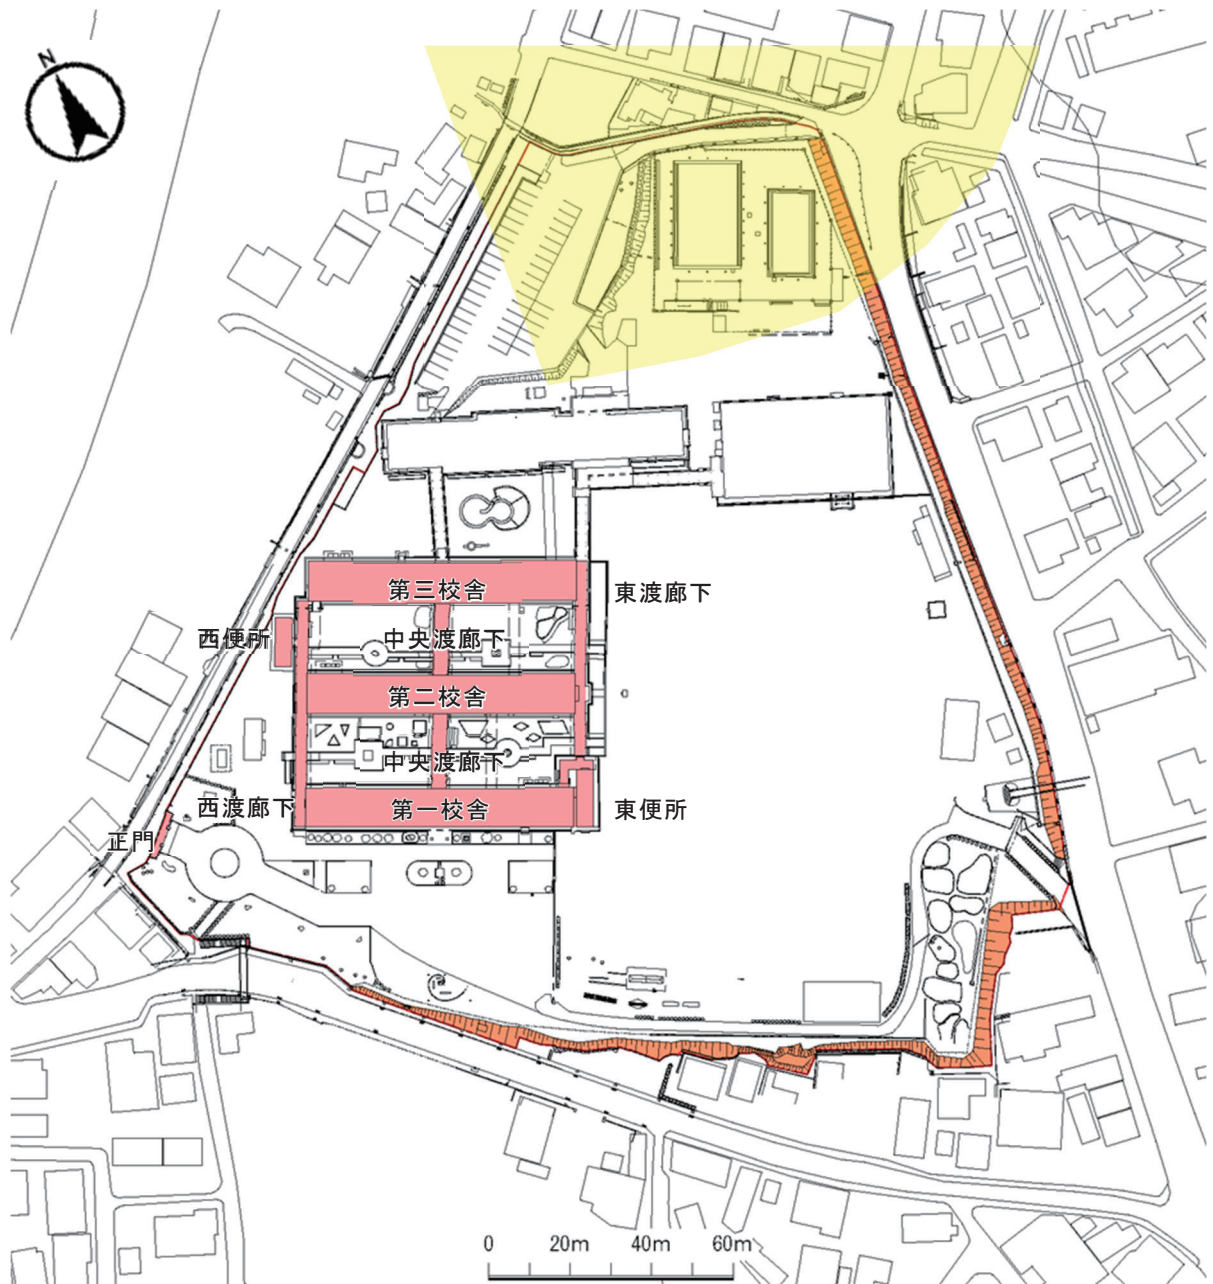 N
第三校舎
東渡廊下
西便所
中央渡廊下
第二校舎
中央渡廊下
西渡廊下
第一校舎
東便所
正門
0 20m 40m 60m